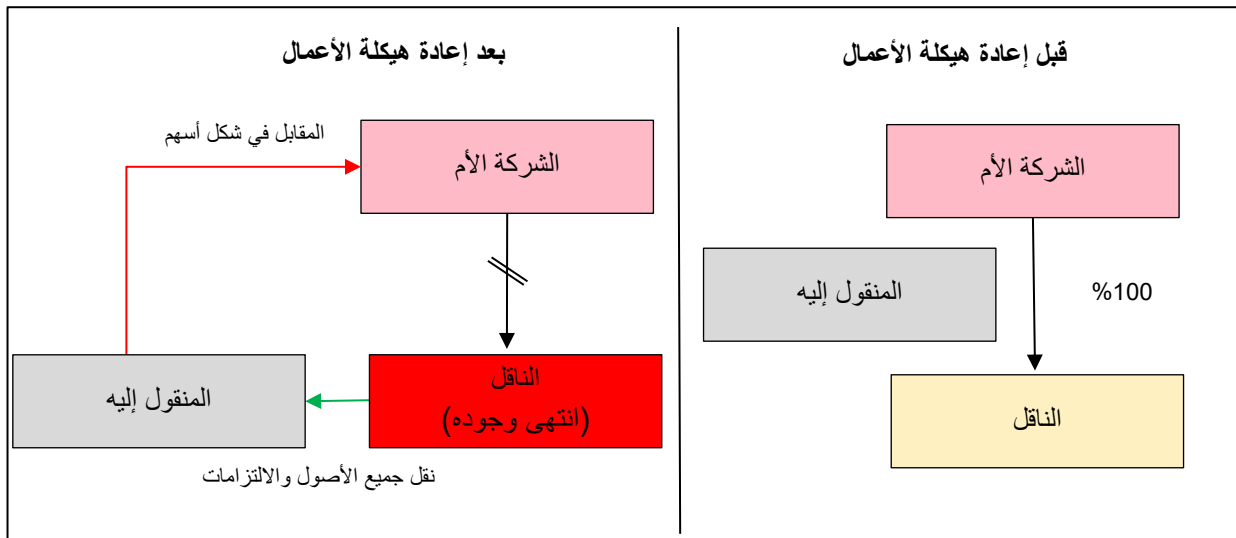 قبل إعادة هيكلة الأعمال
الشركة الأم
المنقول إليه
%100
الناقل
بعد إعادة هيكلة الأعمال
المقابل في شكل أسهم
الشركة الأم
الناقل
(انتهى وجوده)
المنقول إليه
نقل جميع الأصول والالتزامات